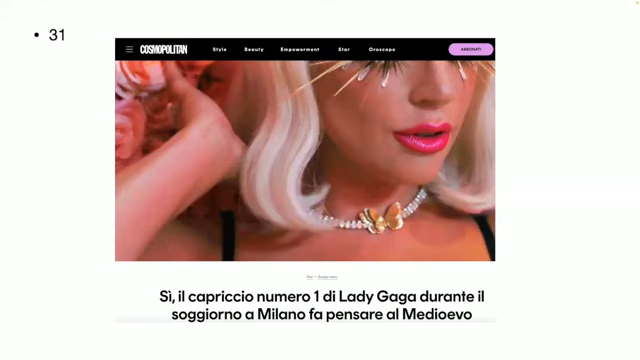 31
COSMOPOLITAN Style Beauty Empowerment Star Oroscopo ABBONATI
Sì, il capriccio numero 1 di Lady Gaga durante il
soggiorno a Milano fa pensare al Medioevo